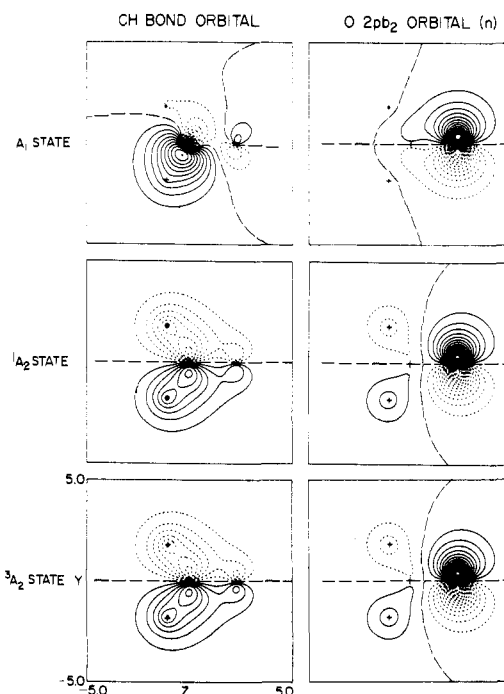 CH BOND ORBITAL
O 2pb₂ ORBITAL (n)
A₁ STATE
¹A₂ STATE
³A₂ STATE
5.0
Y
-5.0
-5.0
Z
5.0